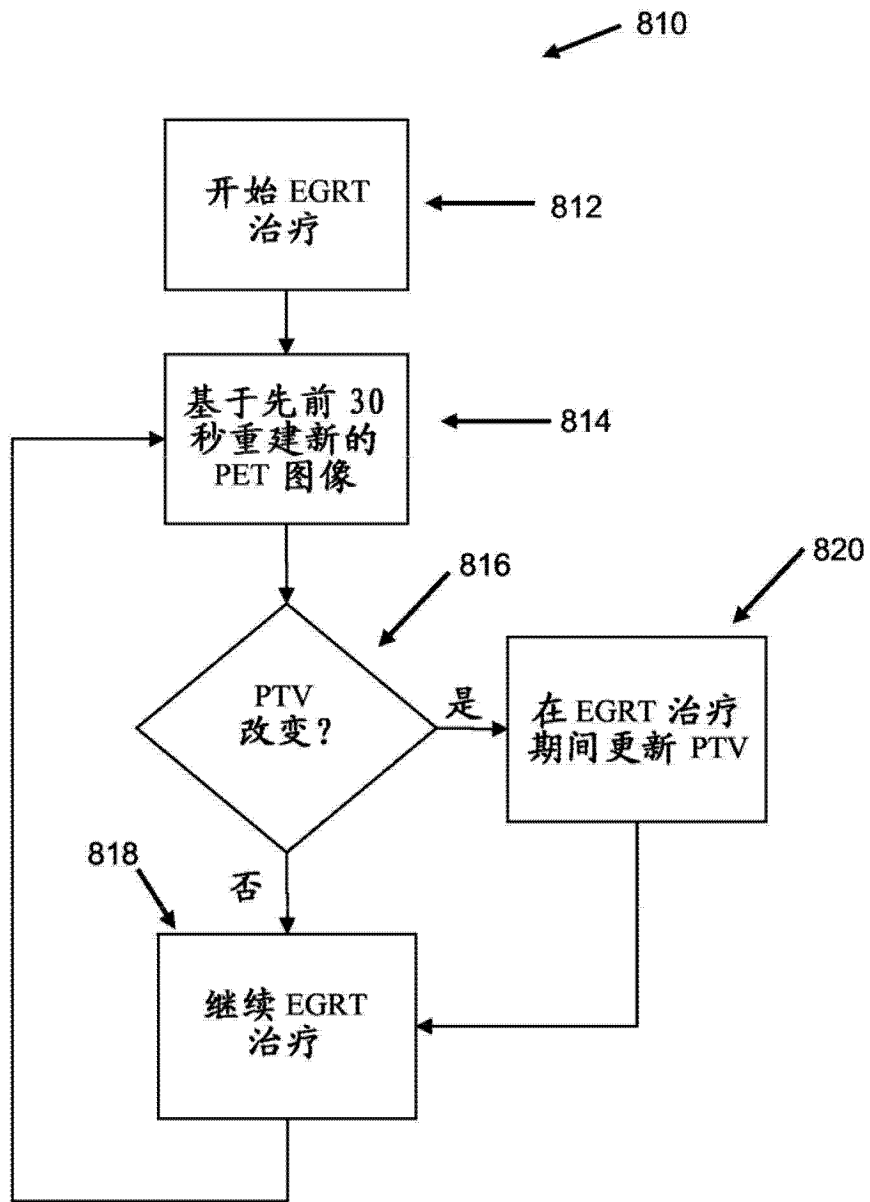 810
开始 EGRT
治疗
812
基于先前 30
秒重建新的
PET 图像
814
816
820
PTV
改变?
是
在 EGRT 治疗
期间更新 PTV
818
否
继续 EGRT
治疗